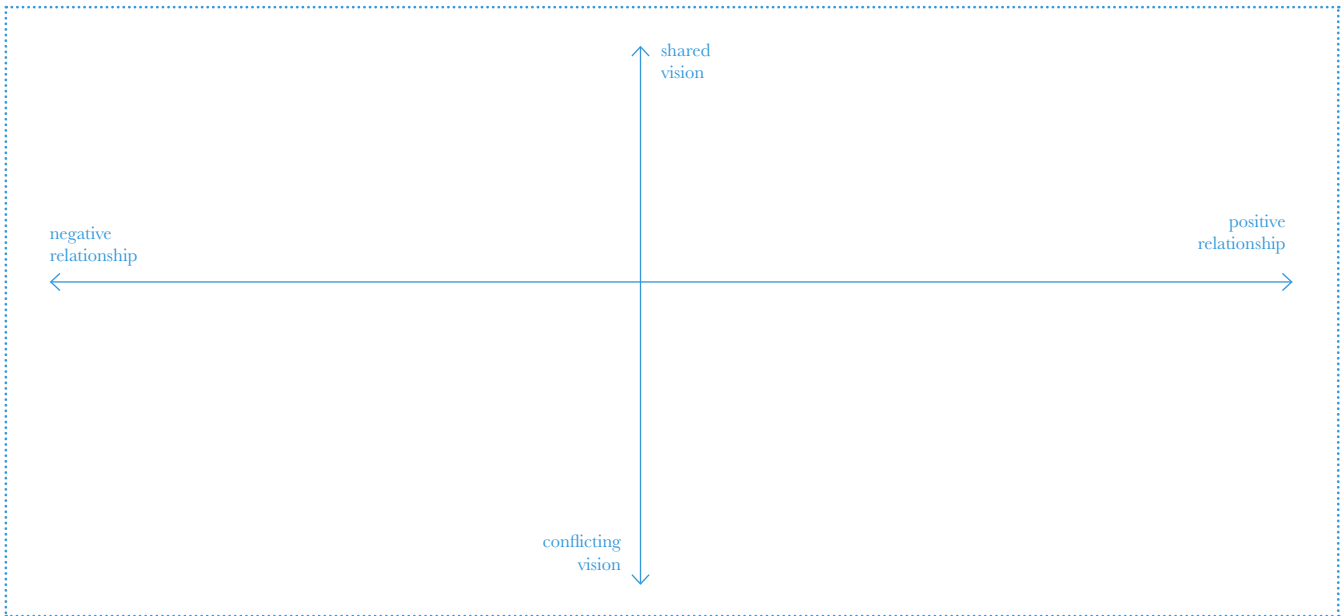 shared
vision
negative
relationship
positive
relationship
conflicting
vision